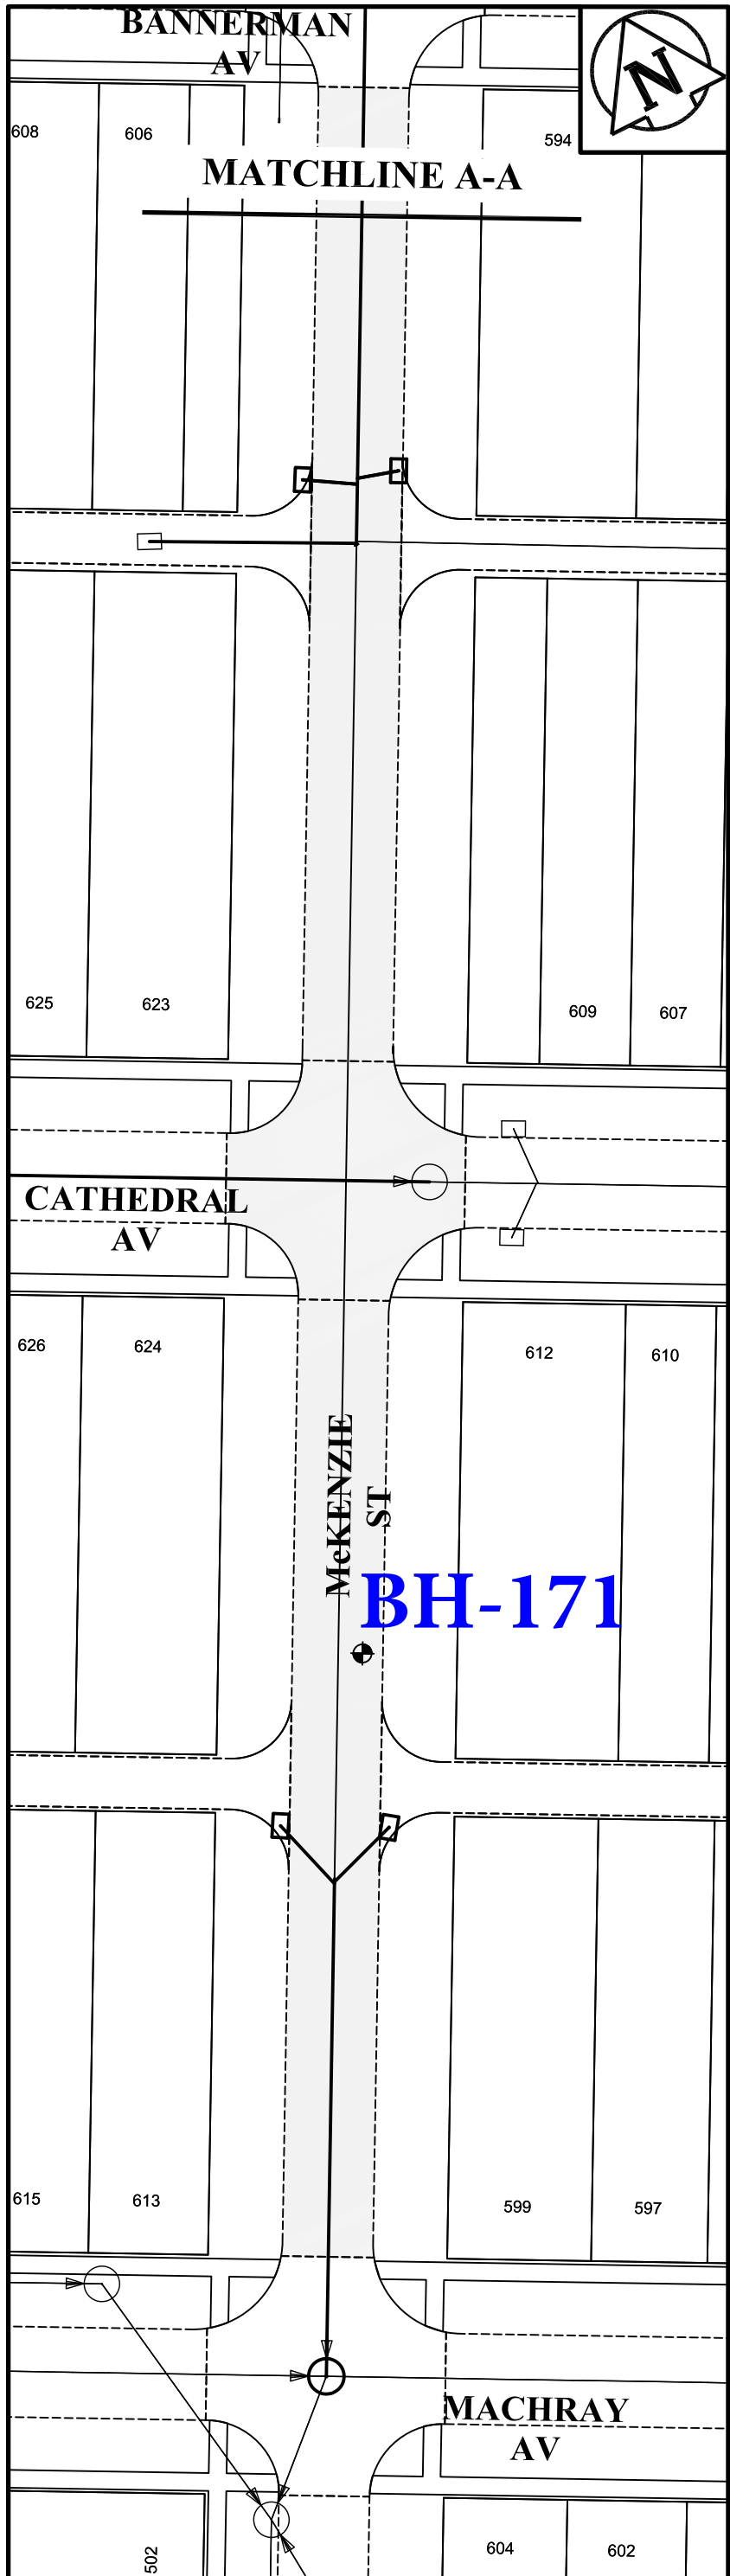 BANNERMAN
AV
N
608
606
594
MATCHLINE A-A
625
623
609
607
CATHEDRAL
AV
626
624
612
610
McKENZIE
ST
BH-171
615
613
599
597
MACHRAY
AV
502
604
602